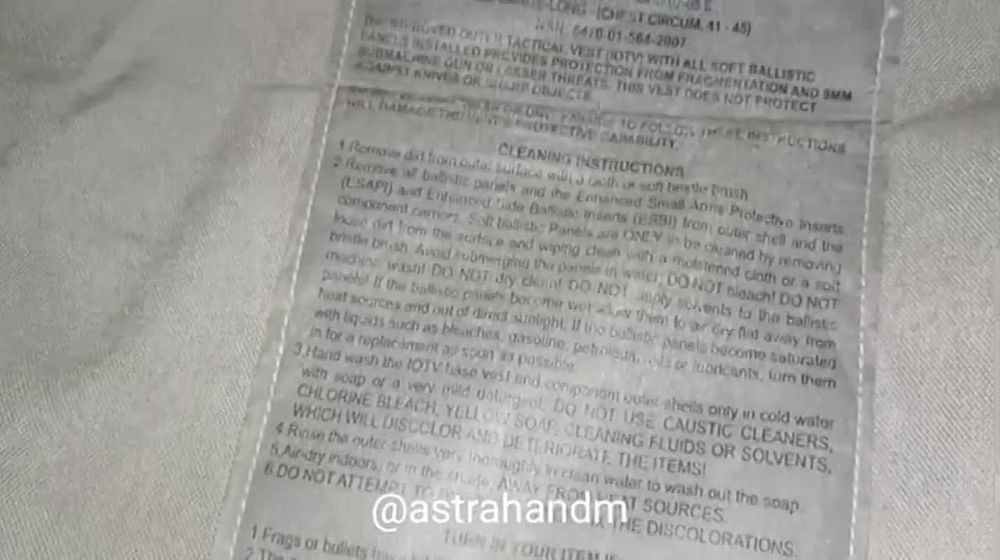 LONG - (CHEST CIRCUM. 41 - 45)
NSN: 8470-01-564-2007
IMPROVED OUTER TACTICAL VEST (IOTV) WITH ALL SOFT BALLISTIC
PANELS INSTALLED PROVIDES PROTECTION FROM FRAGMENTATION AND 9MM
SUBMACHINE GUN OR LESSER THREATS. THIS VEST DOES NOT PROTECT
AGAINST KNIVES OR SHARP OBJECTS.
FAILURE TO FOLLOW THESE INSTRUCTIONS
WILL DAMAGE THE VEST'S PROTECTIVE CAPABILITY.
CLEANING INSTRUCTIONS
1.Remove dirt from outer surface with a cloth or soft bristle brush
2.Remove all ballistic panels and the Enhanced Small Arms Protective Inserts
(ESAPI) and Enhanced Side Ballistic Inserts (ESBI) from outer shell and the
component carriers. Soft ballistic Panels are ONLY to be cleaned by removing
loose dirt from the surface and wiping clean with a moistened cloth or a soft
bristle brush. Avoid submerging the panels in water. DO NOT bleach! DO NOT
machine wash! DO NOT dry clean! DO NOT apply solvents to the ballistic
panels! If the ballistic panels become wet allow them to air dry flat away from
heat sources and out of direct sunlight. If the ballistic panels become saturated
with liquids such as bleaches, gasoline, petroleum, oils or lubricants, turn them
in for a replacement as soon as possible.
3.Hand wash the IOTV base vest and component outer shells only in cold water
with soap or a very mild detergent. DO NOT USE CAUSTIC CLEANERS,
CHLORINE BLEACH, YELLOW SOAP, CLEANING FLUIDS OR SOLVENTS,
WHICH WILL DISCOLOR AND DETERIORATE THE ITEMS!
4.Rinse the outer shells very thoroughly in clean water to wash out the soap.
5.Air-dry indoors, or in the shade, AWAY FROM HEAT SOURCES.
6.DO NOT ATTEMPT TO THE DISCOLORATIONS.
@astrahandm
TURN IN YOUR ITEM IF
1 Frags or bullets have
2 The